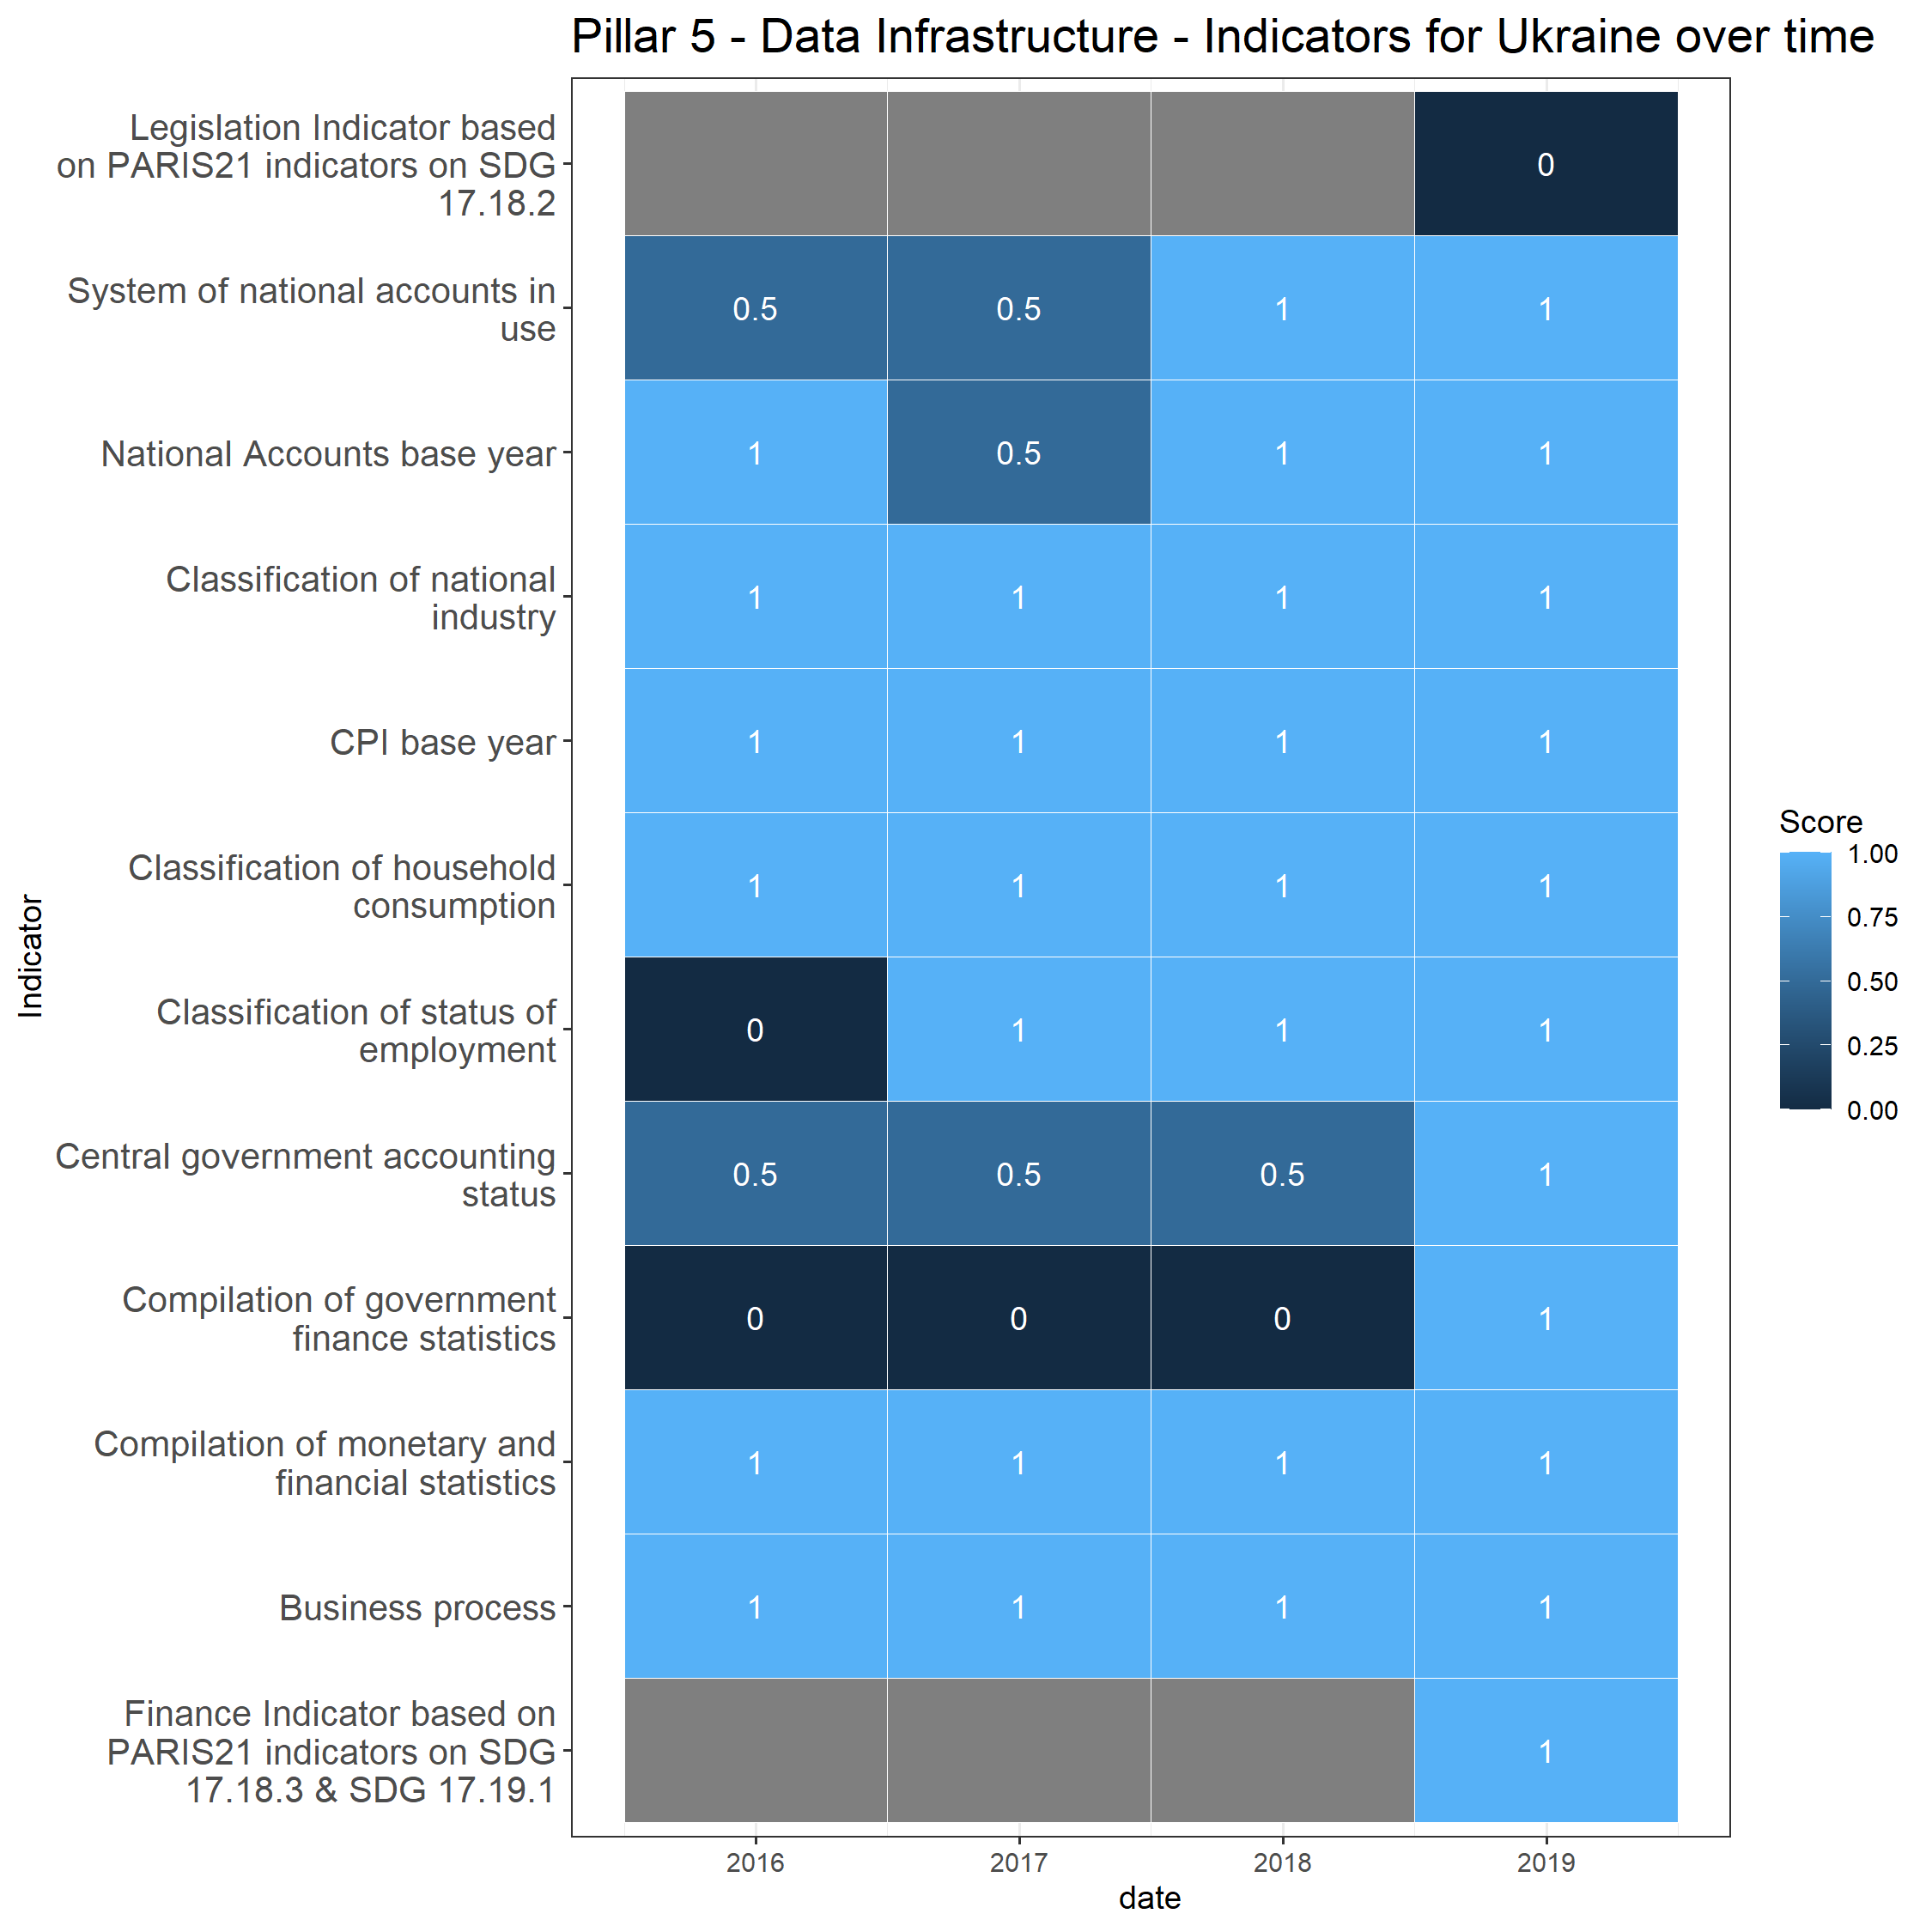 Pillar 5 - Data Infrastructure - Indicators for Ukraine over time
Indicator
Legislation Indicator based
on PARIS21 indicators on SDG
17.18.2
0
System of national accounts in
use
0.5 0.5 1 1
National Accounts base year
1 0.5 1 1
Classification of national
industry
1 1 1 1
CPI base year
1 1 1 1
Classification of household
consumption
1 1 1 1
Classification of status of
employment
0 1 1 1
Central government accounting
status
0.5 0.5 0.5 1
Compilation of government
finance statistics
0 0 0 1
Compilation of monetary and
financial statistics
1 1 1 1
Business process
1 1 1 1
Finance Indicator based on
PARIS21 indicators on SDG
17.18.3 & SDG 17.19.1
1
2016 2017 2018 2019
date
Score
1.00
0.75
0.50
0.25
0.00